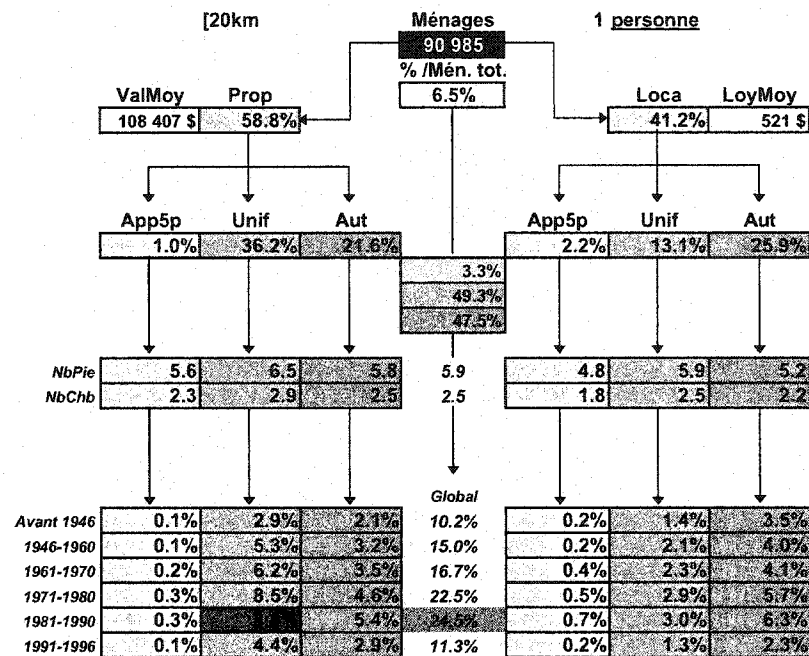 [20km Ménages 1 personne
90 985
% /Mén. tot.
ValMoy Prop 6.5% Loca LoyMoy
108 407 $ 58.8% 41.2% 521 $
App5p Unif Aut App5p Unif Aut
1.0% 36.2% 21.6% 2.2% 13.1% 25.9%
3.3%
49.3%
47.5%
NbPie 5.6 6.5 5.8 5.9 4.8 5.9 5.2
NbChb 2.3 2.9 2.5 2.5 1.8 2.5 2.2
Global
Avant 1946 0.1% 2.9% 2.1% 10.2% 0.2% 1.4% 3.5%
1946-1960 0.1% 5.3% 3.2% 15.0% 0.2% 2.1% 4.0%
1961-1970 0.2% 6.2% 3.5% 16.7% 0.4% 2.3% 4.1%
1971-1980 0.3% 8.5% 4.6% 22.5% 0.5% 2.9% 5.7%
1981-1990 0.3% 5.4% 24.5% 0.7% 3.0% 6.3%
1991-1996 0.1% 4.4% 2.9% 11.3% 0.2% 1.3% 2.3%